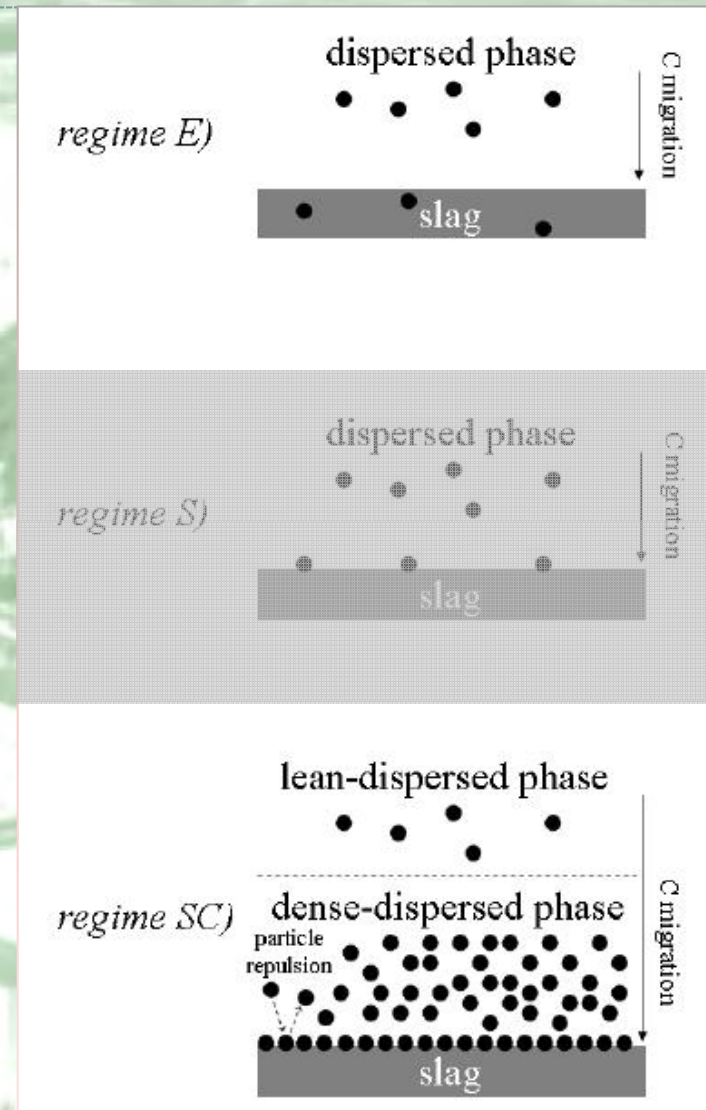 dispersed phase
C migration
regime E)
slag
dispersed phase
C migration
regime S)
slag
lean-dispersed phase
C migration
regime SC)
dense-dispersed phase
particle
repulsion
slag